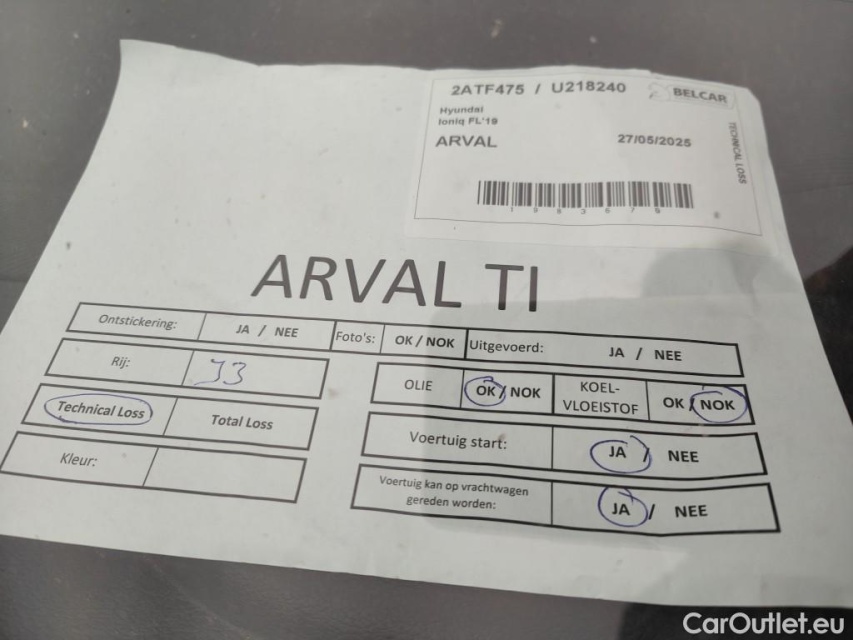 2ATF475 / U218240
BELCAR
Hyundai
Ioniq FL'19
ARVAL
27/05/2025
TECHNICAL LOSS
ARVAL TI
Ontstickering: JA / NEE Foto's: OK / NOK Uitgevoerd: JA / NEE
Rij: J3
OLIE OK / NOK KOEL-
VLOEISTOF OK / NOK
Technical Loss Total Loss
Voertuig start: JA / NEE
Kleur:
Voertuig kan op vrachtwagen
gereden worden: JA / NEE
CarOutlet.eu